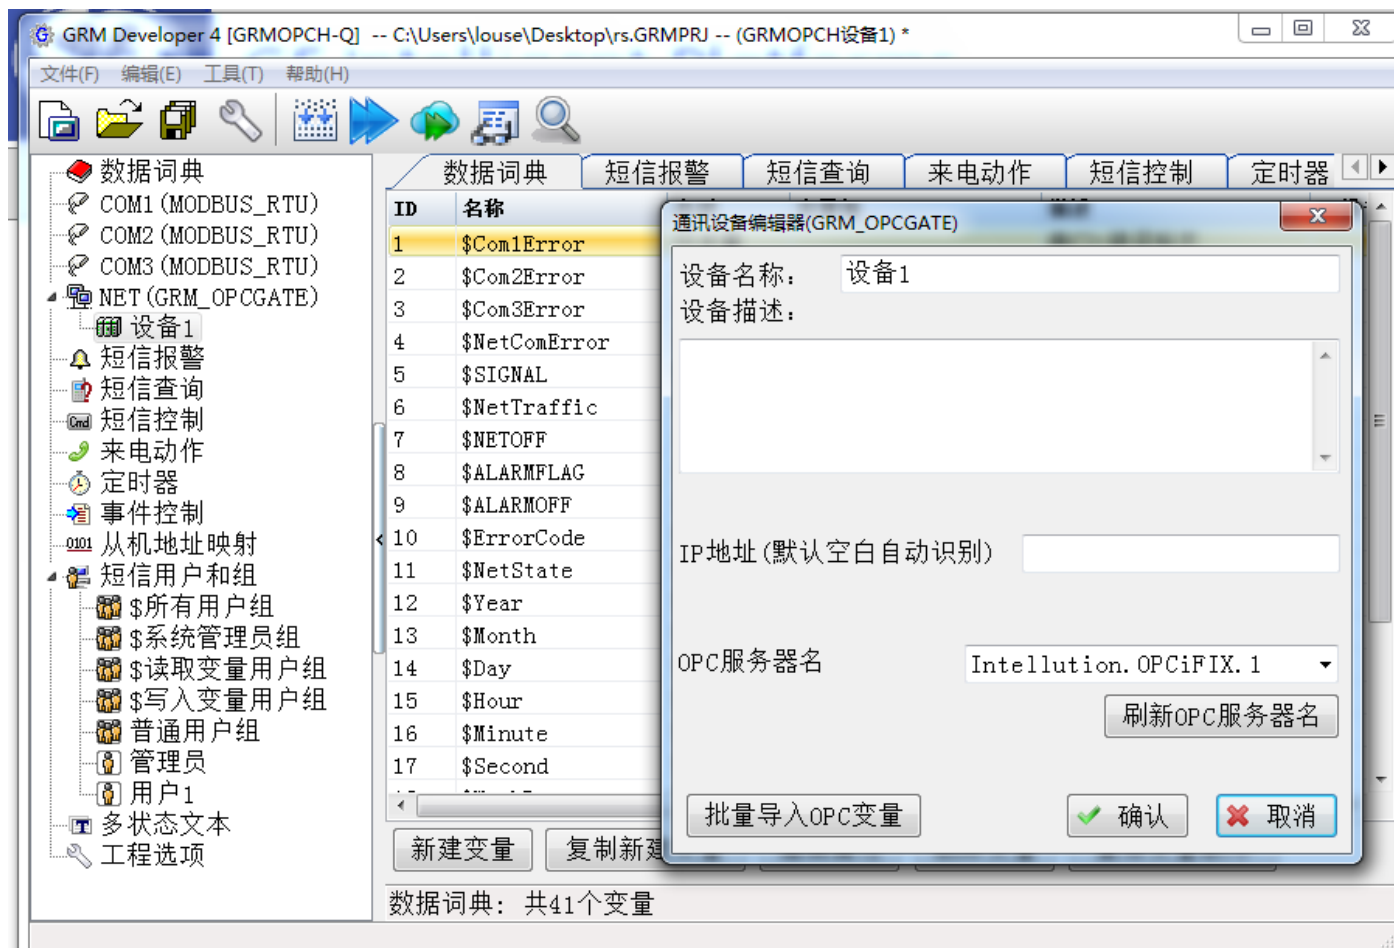 GRM Developer 4 [GRMOPCH-Q] -- C:\Users\louse\Desktop\rs.GRMPRJ -- (GRMOPCH设备1) *
文件(F) 编辑(E) 工具(T) 帮助(H)
数据词典
COM1(MODBUS_RTU)
COM2(MODBUS_RTU)
COM3(MODBUS_RTU)
NET(GRM_OPCGATE)
设备1
短信报警
短信查询
Cmd 短信控制
来电动作
定时器
事件控制
0101 从机地址映射
短信用户和组
$所有用户组
$系统管理员组
$读取变量用户组
$写入变量用户组
普通用户组
管理员
用户1
多状态文本
工程选项
数据词典 短信报警 短信查询 来电动作 短信控制 定时器
ID 名称
1 $Com1Error
2 $Com2Error
3 $Com3Error
4 $NetComError
5 $SIGNAL
6 $NetTraffic
7 $NETOFF
8 $ALARMFLAG
9 $ALARMOFF
10 $ErrorCode
11 $NetState
12 $Year
13 $Month
14 $Day
15 $Hour
16 $Minute
17 $Second
新建变量 复制新建
数据词典: 共41个变量
通讯设备编辑器(GRM_OPCGATE)
设备名称: 设备1
设备描述:
IP地址(默认空白自动识别)
OPC服务器名 Intellution.OPCiFIX.1
刷新OPC服务器名
批量导入OPC变量 确认 取消